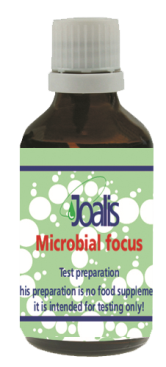 Joalis
Microbial focus
Test preparation
his preparation is no food suppleme
it is intended for testing only!